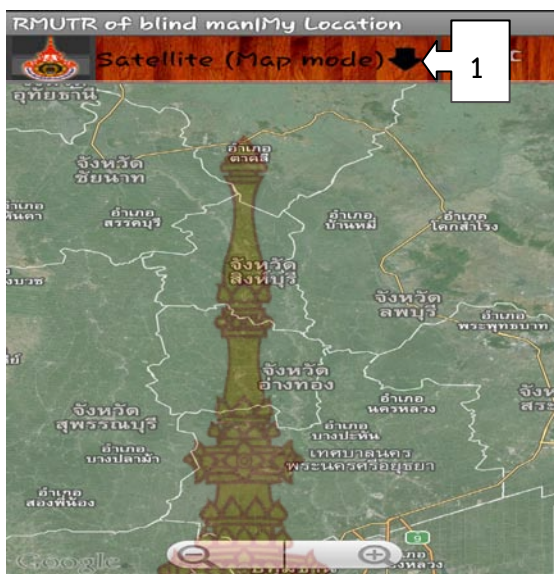 RMUTR of blind man|My Location
Satellite (Map mode)
1
อุทัยธานี
อำเภอ
ตาคลี
จังหวัด
ชัยนาท
อำเภอ
สรรคบุรี
อำเภอ
บ้านหมี่
อำเภอ
โคกสำโรง
จังหวัด
สิงห์บุรี
จังหวัด
ลพบุรี
อำเภอ
พระพุทธบาท
จังหวัด
อ่างทอง
อำเภอ
นครหลวง
จังหวัด
สุพรรณบุรี
อำเภอ
บางปะหัน
อำเภอ
บางปลาม้า
เทศบาลนคร
พระนครศรีอยุธยา
อำเภอ
สองพี่น้อง
9
Google